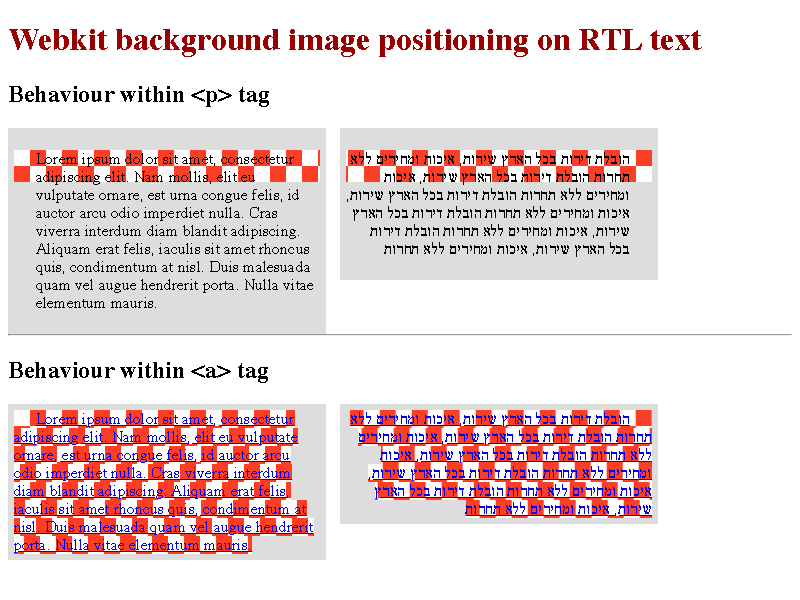 Webkit background image positioning on RTL text
Behaviour within <p> tag
Lorem ipsum dolor sit amet, consectetur
adipiscing elit. Nam mollis, elit eu
vulputate ornare, est urna congue felis, id
auctor arcu odio imperdiet nulla. Cras
viverra interdum diam blandit adipiscing.
Aliquam erat felis, iaculis sit amet rhoncus
quis, condimentum at nisl. Duis malesuada
quam vel augue hendrerit porta. Nulla vitae
elementum mauris.
הובלת דירות בכל הארץ שירות, איכות ומחירים ללא
תחרות הובלת דירות בכל הארץ שירות, איכות
ומחירים ללא תחרות הובלת דירות בכל הארץ שירות,
איכות ומחירים ללא תחרות הובלת דירות בכל הארץ
שירות, איכות ומחירים ללא תחרות הובלת דירות
בכל הארץ שירות, איכות ומחירים ללא תחרות
Behaviour within <a> tag
Lorem ipsum dolor sit amet, consectetur
adipiscing elit. Nam mollis, elit eu vulputate
ornare, est urna congue felis, id auctor arcu
odio imperdiet nulla. Cras viverra interdum
diam blandit adipiscing. Aliquam erat felis,
iaculis sit amet rhoncus quis, condimentum at
nisl. Duis malesuada quam vel augue hendrerit
porta. Nulla vitae elementum mauris.
הובלת דירות בכל הארץ שירות, איכות ומחירים ללא
תחרות הובלת דירות בכל הארץ שירות, איכות ומחירים
ללא תחרות הובלת דירות בכל הארץ שירות, איכות
ומחירים ללא תחרות הובלת דירות בכל הארץ שירות,
איכות ומחירים ללא תחרות הובלת דירות בכל הארץ
שירות, איכות ומחירים ללא תחרות